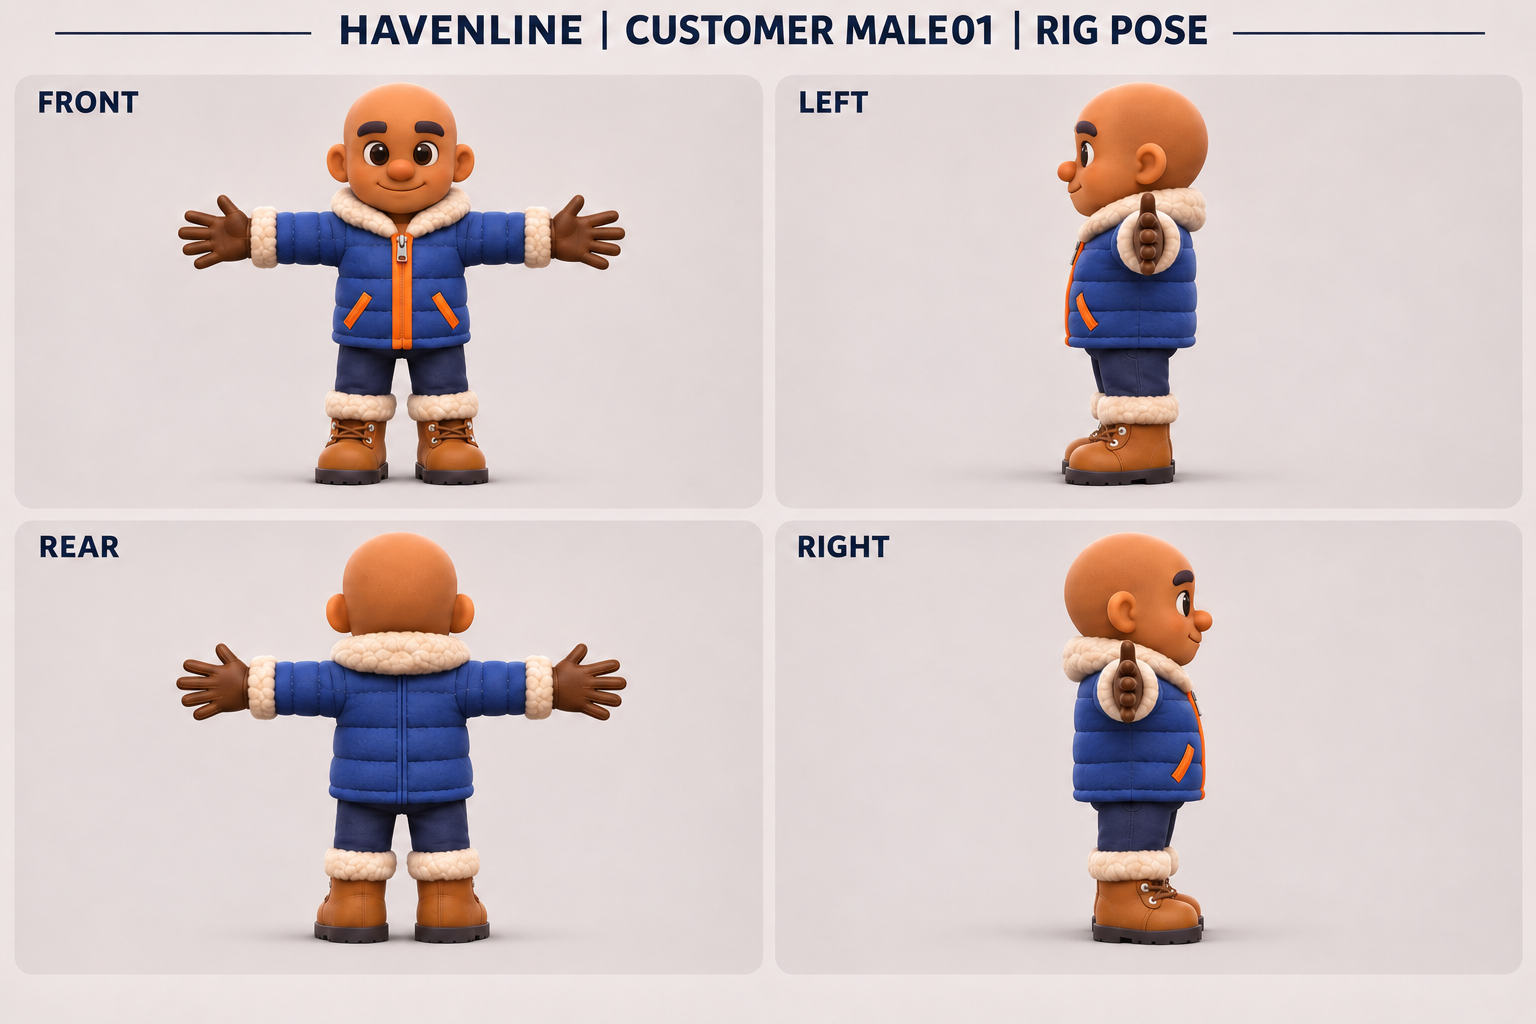 HAVENLINE | CUSTOMER MALE01 | RIG POSE
FRONT
LEFT
REAR
RIGHT